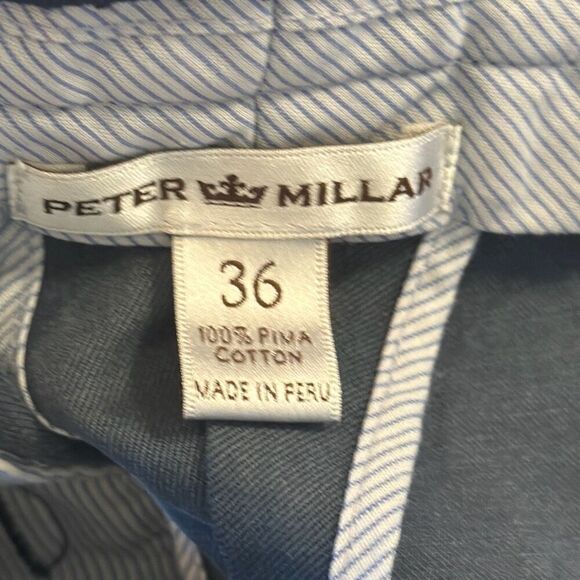 PETER MILLAR
36
100% PIMA
COTTON
MADE IN PERU